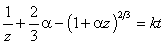 1/z + 2/3 α − (1 + αz)^{2/3} = kt